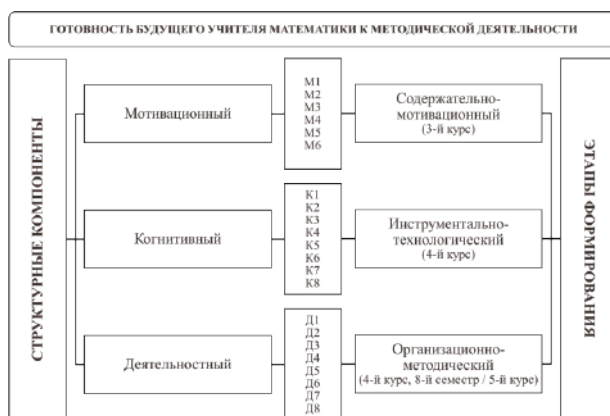 ГОТОВНОСТЬ БУДУЩЕГО УЧИТЕЛЯ МАТЕМАТИКИ К МЕТОДИЧЕСКОЙ ДЕЯТЕЛЬНОСТИ
СТРУКТУРНЫЕ КОМПОНЕНТЫ
Мотивационный
М1
М2
М3
М4
М5
М6
Содержательно-
мотивационный
(3-й курс)
Когнитивный
К1
К2
К3
К4
К5
К6
К7
К8
Инструментально-
технологический
(4-й курс)
Деятельностный
Д1
Д2
Д3
Д4
Д5
Д6
Д7
Д8
Организационно-
методический
(4-й курс, 8-й семестр / 5-й курс)
ЭТАПЫ ФОРМИРОВАНИЯ